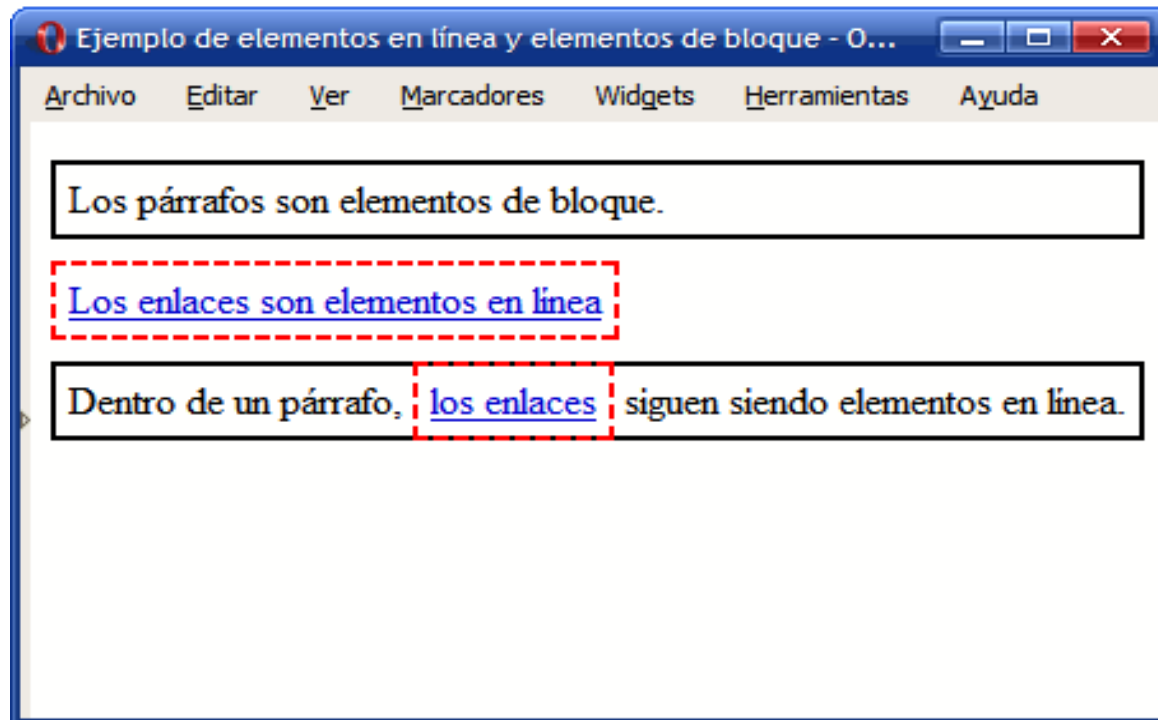 Ejemplo de elementos en línea y elementos de bloque - O...
Archivo Editar Ver Marcadores Widgets Herramientas Ayuda
Los párrafos son elementos de bloque.
Los enlaces son elementos en línea
Dentro de un párrafo, los enlaces siguen siendo elementos en línea.